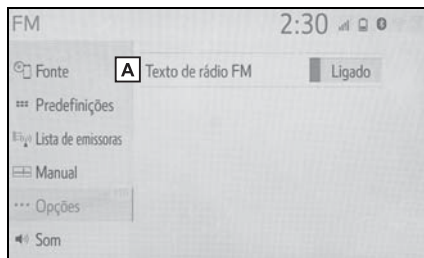 FM 2:30
Fonte
A Texto de rádio FM Ligado
Predefinições
Lista de emissoras
Manual
Opções
Som